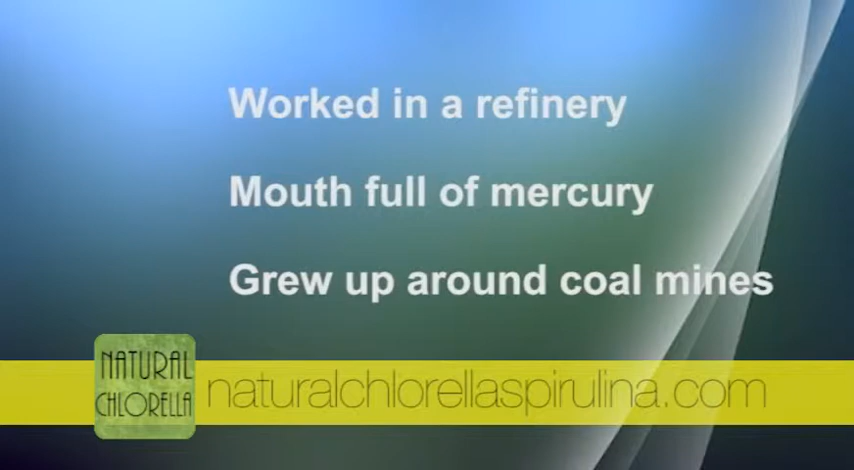 Worked in a refinery
Mouth full of mercury
Grew up around coal mines
NATURAL
CHLORELLA
naturalchlorellaspirulina.com